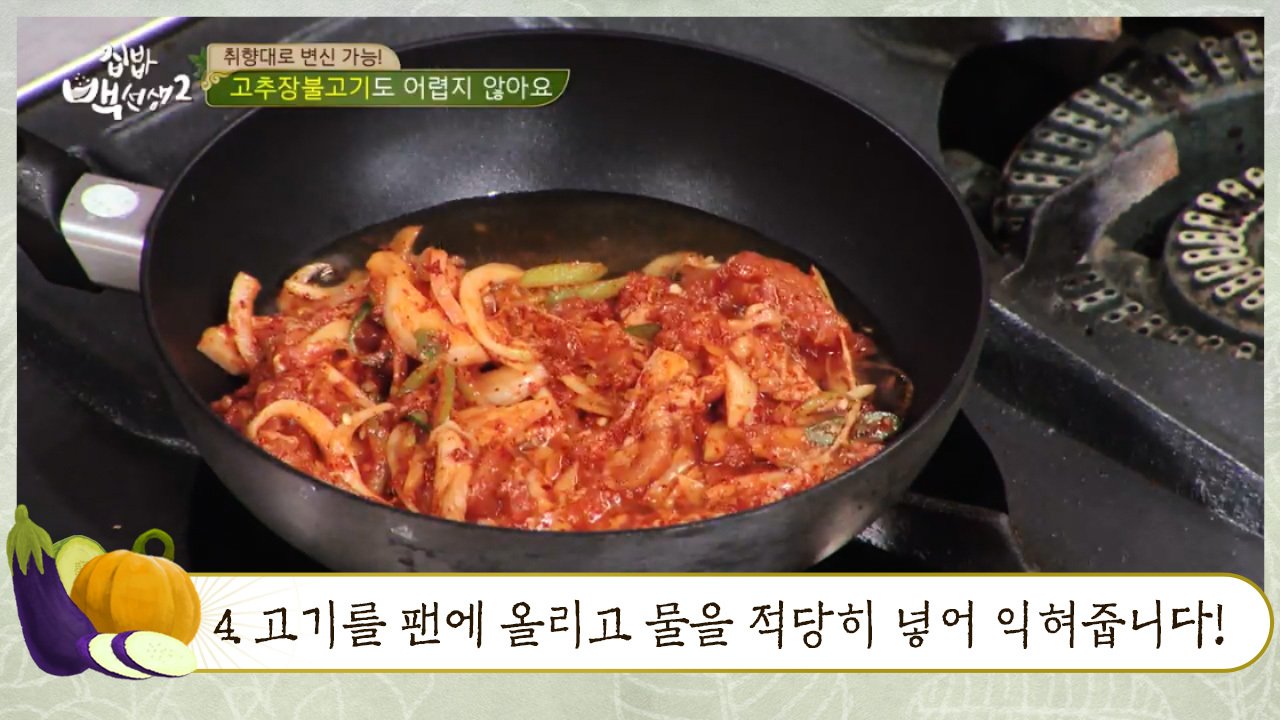 집밥
백선생2
취향대로 변신 가능!
고추장불고기도 어렵지 않아요
4. 고기를 팬에 올리고 물을 적당히 넣어 익혀줍니다!